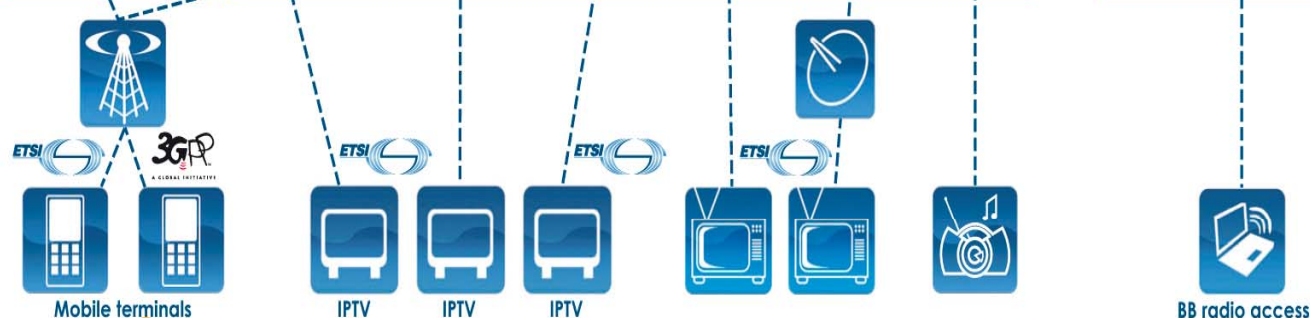 ETSI
3GPP
A GLOBAL INITIATIVE
ETSI
ETSI
ETSI
Mobile terminals
IPTV
IPTV
IPTV
BB radio access